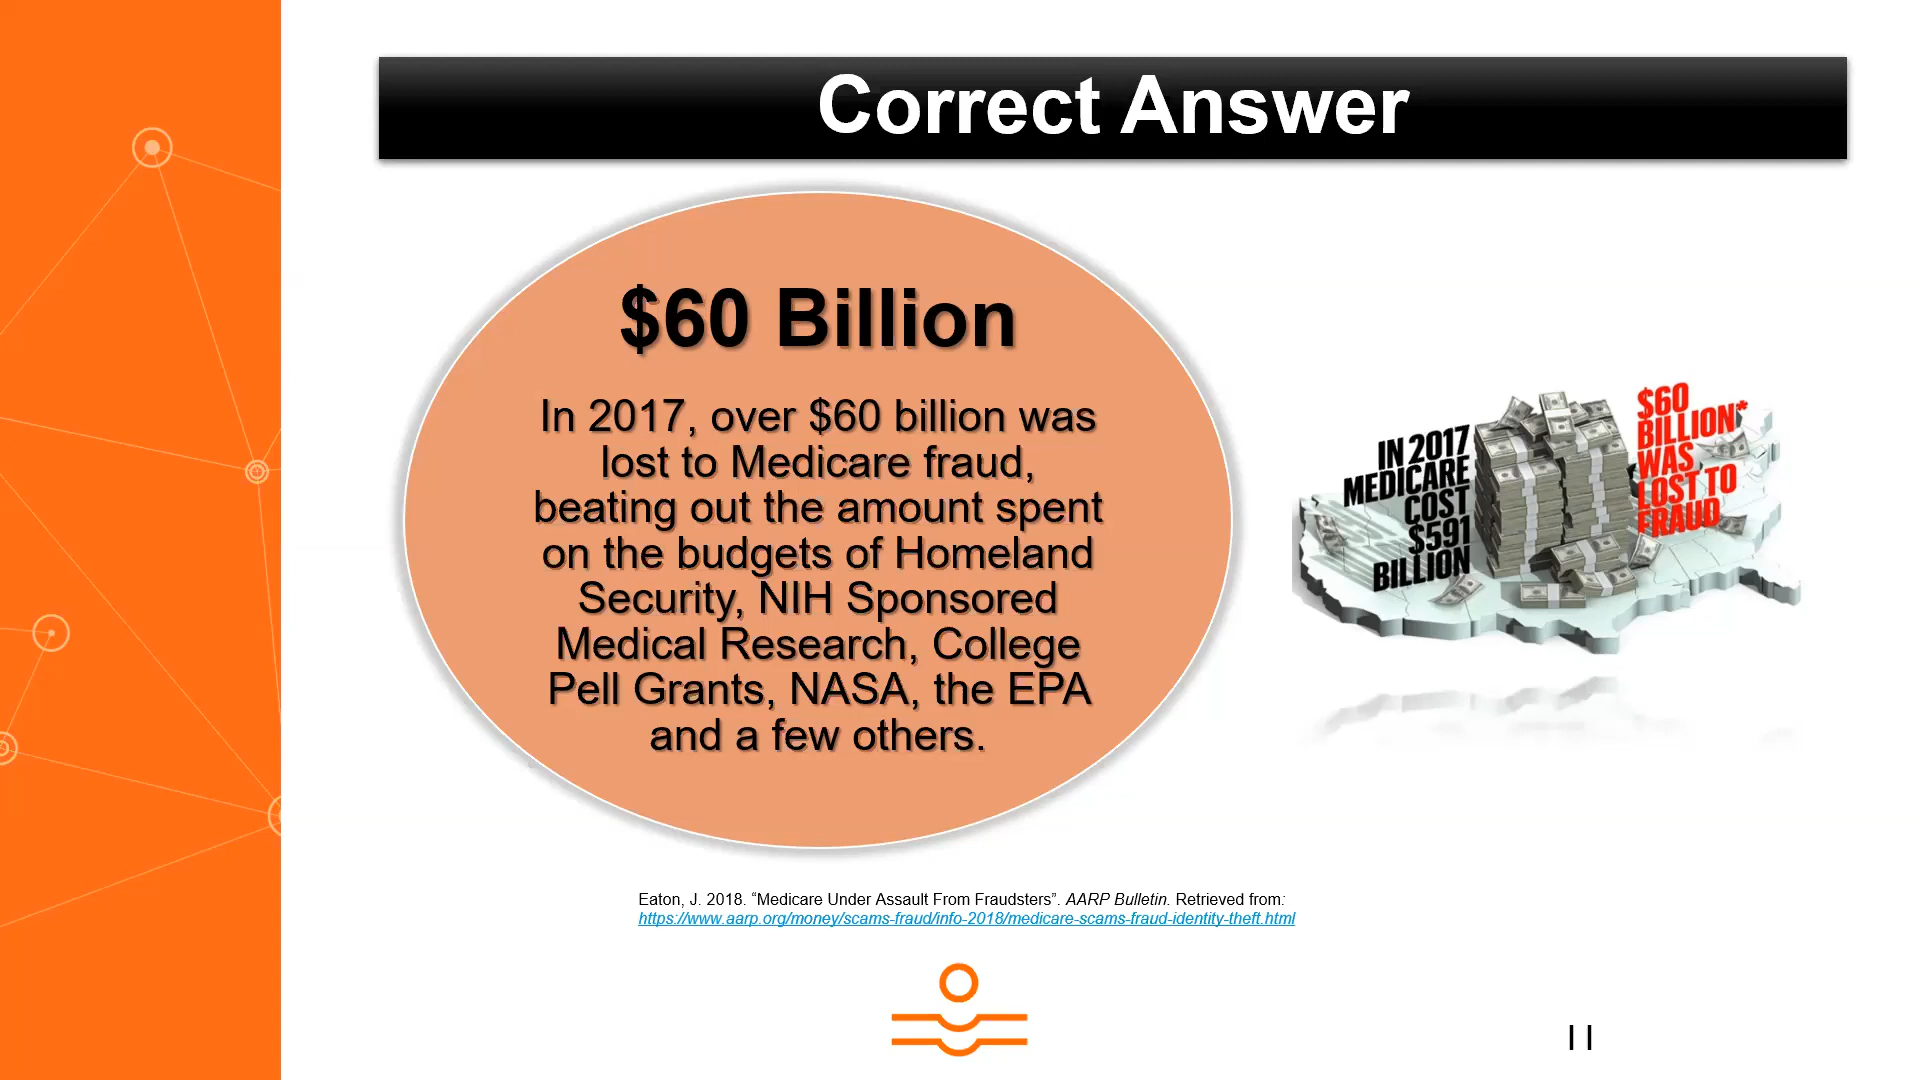 Correct Answer
$60 Billion
In 2017, over $60 billion was
lost to Medicare fraud,
beating out the amount spent
on the budgets of Homeland
Security, NIH Sponsored
Medical Research, College
Pell Grants, NASA, the EPA
and a few others.
IN 2017
MEDICARE
COST
$591
BILLION
$60
BILLION*
WAS
LOST TO
FRAUD
Eaton, J. 2018. “Medicare Under Assault From Fraudsters”. AARP Bulletin. Retrieved from:
https://www.aarp.org/money/scams-fraud/info-2018/medicare-scams-fraud-identity-theft.html
11